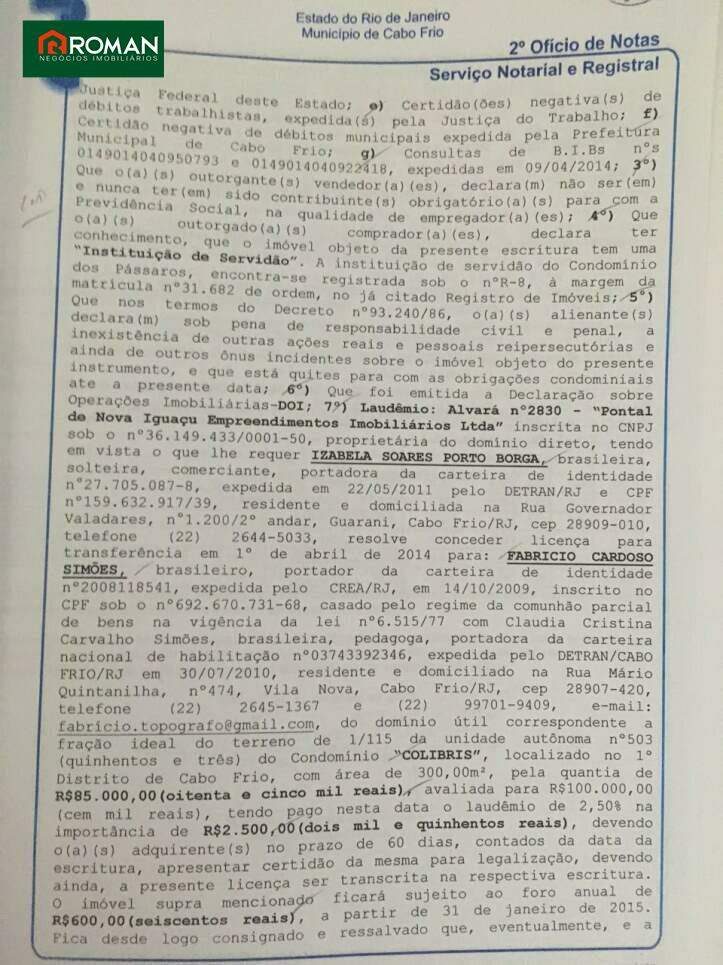 ROMAN
NEGÓCIOS IMOBILIÁRIOS
Estado do Rio de Janeiro
Município de Cabo Frio
2º Ofício de Notas
Serviço Notarial e Registral
Justiça Federal deste Estado; e) Certidão(ões) negativa(s) de
débitos trabalhistas, expedida(s) pela Justiça do Trabalho; f)
Certidão negativa de débitos municipais expedida pela Prefeitura
Municipal de Cabo Frio; g) Consultas de B.I.Bs nºs
0149014040950793 e 0149014040922418, expedidas em 09/04/2014; 3º)
Que o(a)(s) outorgante(s) vendedor(a)(es), declara(m) não ser(em)
e nunca ter(em) sido contribuinte(s) obrigatório(a)(s) para com a
Previdência Social, na qualidade de empregador(a)(es); 4º) Que
o(a)(s) outorgado(a)(s) comprador(a)(es), declara ter
conhecimento, que o imóvel objeto da presente escritura tem uma
"Instituição de Servidão". A instituição de servidão do Condomínio
dos Pássaros, encontra-se registrada sob o nºR-8, à margem da
matrícula nº31.682 de ordem, no já citado Registro de Imóveis; 5º)
Que nos termos do Decreto nº93.240/86, o(a)(s) alienante(s)
declara(m) sob pena de responsabilidade civil e penal, a
inexistência de outras ações reais e pessoais reipersecutórias e
ainda de outros ônus incidentes sobre o imóvel objeto do presente
instrumento, e que está quites para com as obrigações condominiais
ate a presente data; 6º) Que foi emitida a Declaração sobre
Operações Imobiliárias-DOI; 7º) Laudêmio: Alvará nº2830 - "Pontal
de Nova Iguaçu Empreendimentos Imobiliários Ltda" inscrita no CNPJ
sob o nº36.149.433/0001-50, proprietária do domínio direto, tendo
em vista o que lhe requer IZABELA SOARES PORTO BORGA, brasileira,
solteira, comerciante, portadora da carteira de identidade
nº27.705.087-8, expedida em 22/05/2011 pelo DETRAN/RJ e CPF
nº159.632.917/39, residente e domiciliada na Rua Governador
Valadares, nº1.200/2º andar, Guarani, Cabo Frio/RJ, cep 28909-010,
telefone (22) 2644-5033, resolve conceder licença para
transferência em 1º de abril de 2014 para: FABRICIO CARDOSO
SIMÕES, brasileiro, portador da carteira de identidade
nº2008118541, expedida pelo CREA/RJ, em 14/10/2009, inscrito no
CPF sob o nº692.670.731-68, casado pelo regime da comunhão parcial
de bens na vigência da lei nº6.515/77 com Claudia Cristina
Carvalho Simões, brasileira, pedagoga, portadora da carteira
nacional de habilitação nº03743392346, expedida pelo DETRAN/CABO
FRIO/RJ em 30/07/2010, residente e domiciliado na Rua Mário
Quintanilha, nº474, Vila Nova, Cabo Frio/RJ, cep 28907-420,
telefone (22) 2645-1367 e (22) 99701-9409, e-mail:
fabricio.topografo@gmail.com, do domínio útil correspondente a
fração ideal do terreno de 1/115 da unidade autônoma nº503
(quinhentos e três) do Condomínio "COLIBRIS", localizado no 1º
Distrito de Cabo Frio, com área de 300,00m², pela quantia de
R$85.000,00(oitenta e cinco mil reais), avaliada para R$100.000,00
(cem mil reais), tendo pago nesta data o laudêmio de 2,50% na
importância de R$2.500,00(dois mil e quinhentos reais), devendo
o(a)(s) adquirente(s) no prazo de 60 dias, contados da data da
escritura, apresentar certidão da mesma para legalização, devendo
ainda, a presente licença ser transcrita na respectiva escritura.
O imóvel supra mencionado ficará sujeito ao foro anual de
R$600,00(seiscentos reais), a partir de 31 de janeiro de 2015.
Fica desde logo consignado e ressalvado que, eventualmente, e a